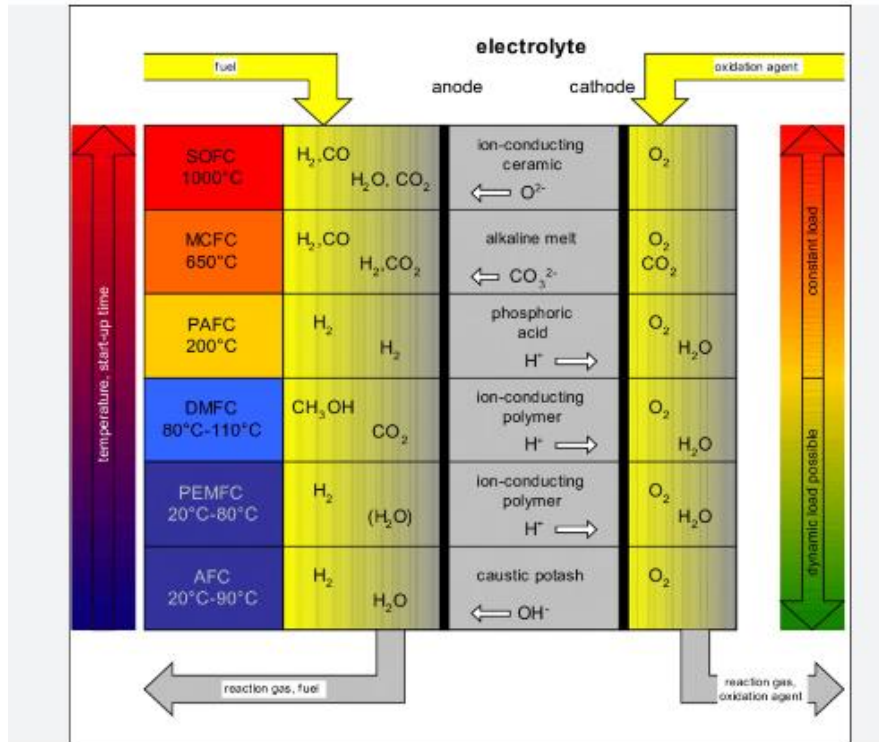 electrolyte
fuel
oxidation agent
anode
cathode
SOFC
1000°C
H₂,CO
H₂O, CO₂
ion-conducting
ceramic
O²⁻
O₂
MCFC
650°C
H₂,CO
H₂,CO₂
alkaline melt
CO₃²⁻
O₂
CO₂
PAFC
200°C
H₂
H₂
phosphoric
acid
H⁺
O₂
H₂O
DMFC
80°C-110°C
CH₃OH
CO₂
ion-conducting
polymer
H⁺
O₂
H₂O
PEMFC
20°C-80°C
H₂
(H₂O)
ion-conducting
polymer
H⁺
O₂
H₂O
AFC
20°C-90°C
H₂
H₂O
caustic potash
OH⁻
O₂
temperature, start-up time
constant load
dynamic load possible
reaction gas, fuel
reaction gas,
oxidation agent